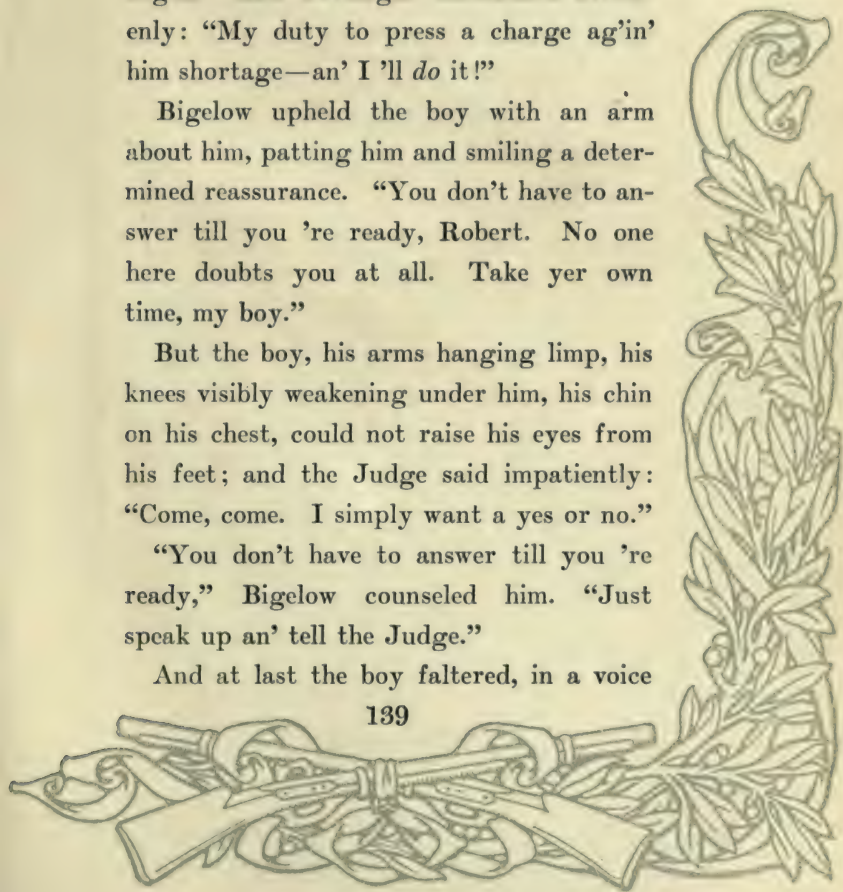 enly: “My duty to press a charge ag'in'
him shortage—an' I 'll do it!”
Bigelow upheld the boy with an arm
about him, patting him and smiling a deter-
mined reassurance. “You don't have to an-
swer till you 're ready, Robert. No one
here doubts you at all. Take yer own
time, my boy.”
But the boy, his arms hanging limp, his
knees visibly weakening under him, his chin
on his chest, could not raise his eyes from
his feet; and the Judge said impatiently:
“Come, come. I simply want a yes or no.”
“You don't have to answer till you 're
ready,” Bigelow counseled him. “Just
speak up an' tell the Judge.”
And at last the boy faltered, in a voice
139